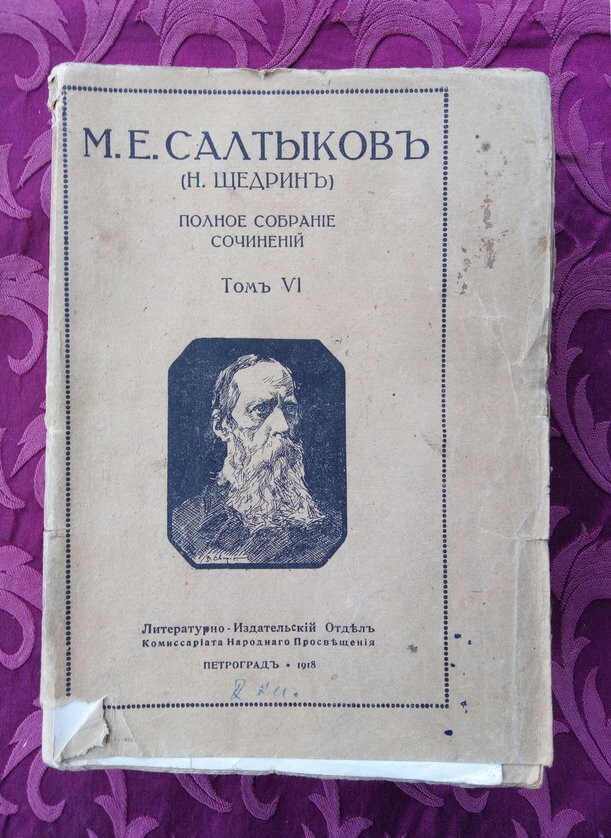 М. Е. САЛТЫКОВЪ
(Н. ЩЕДРИНЪ)
ПОЛНОЕ СОБРАНІЕ
СОЧИНЕНІЙ
Томъ VI
Литературно-Издательскій Отдѣлъ
Комиссаріата Народнаго Просвѣщенія
ПЕТРОГРАДЪ • 1918